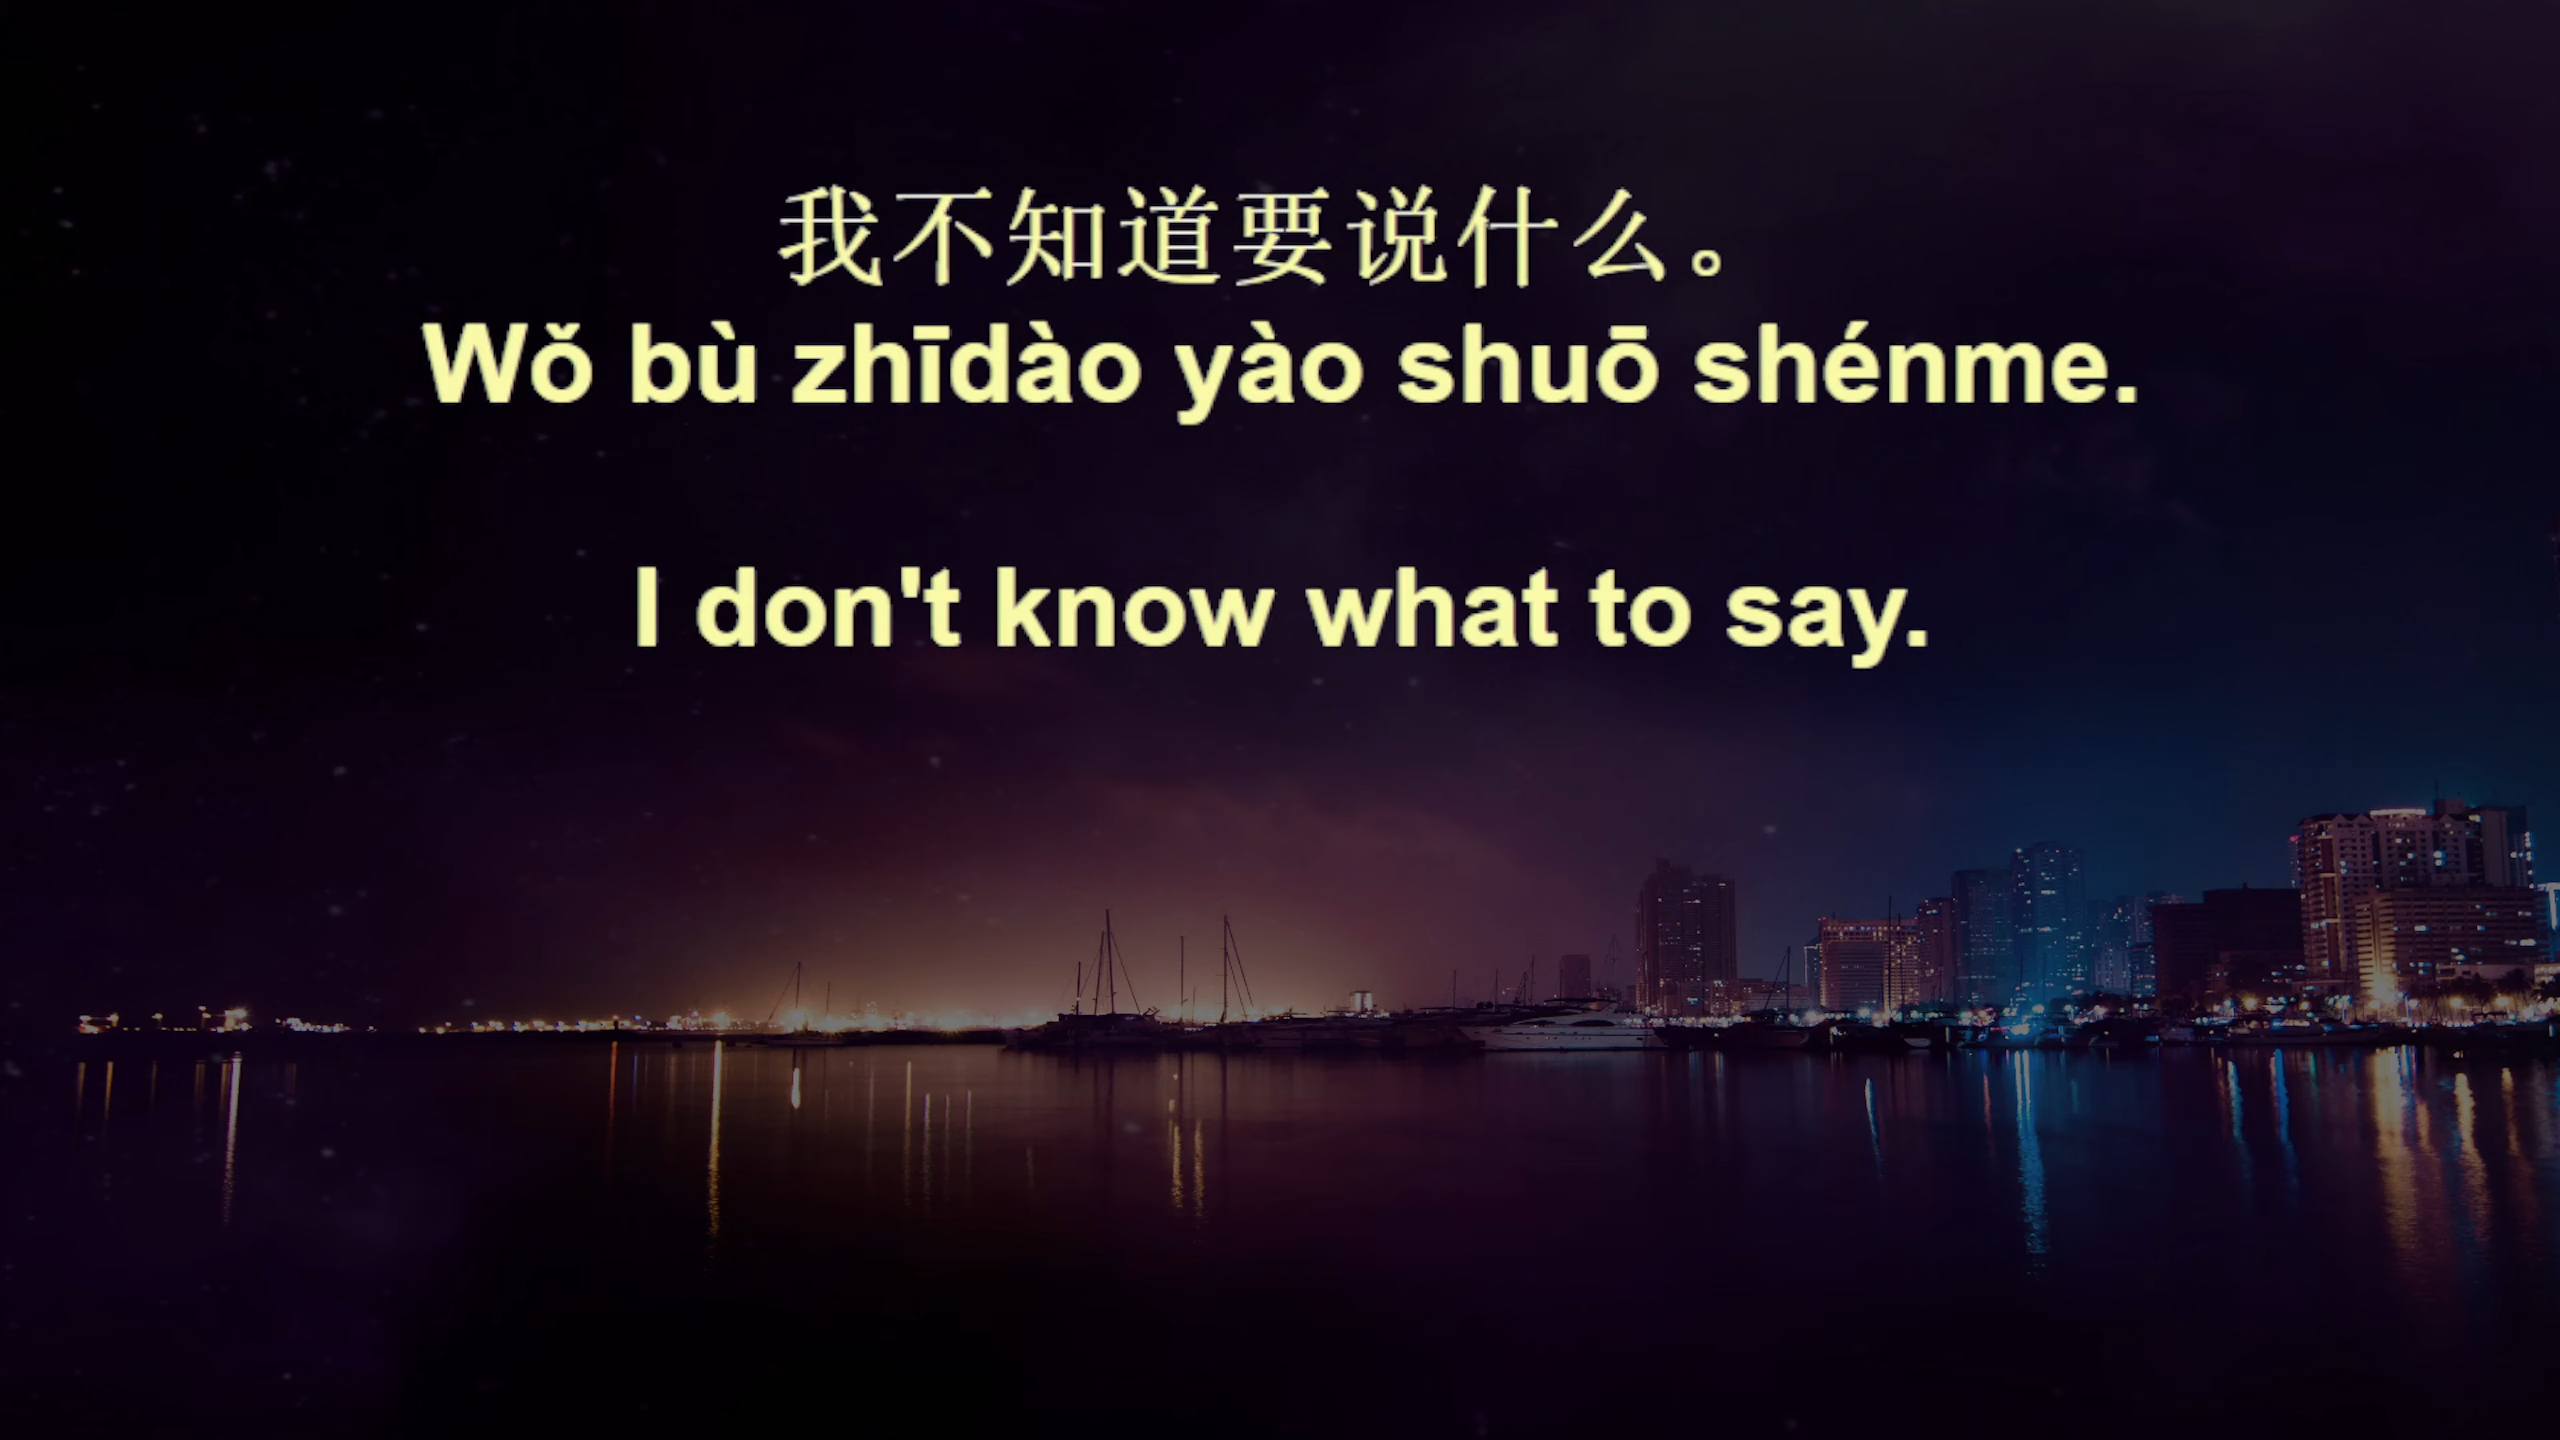 我不知道要说什么。
Wǒ bù zhīdào yào shuō shénme.
I don't know what to say.